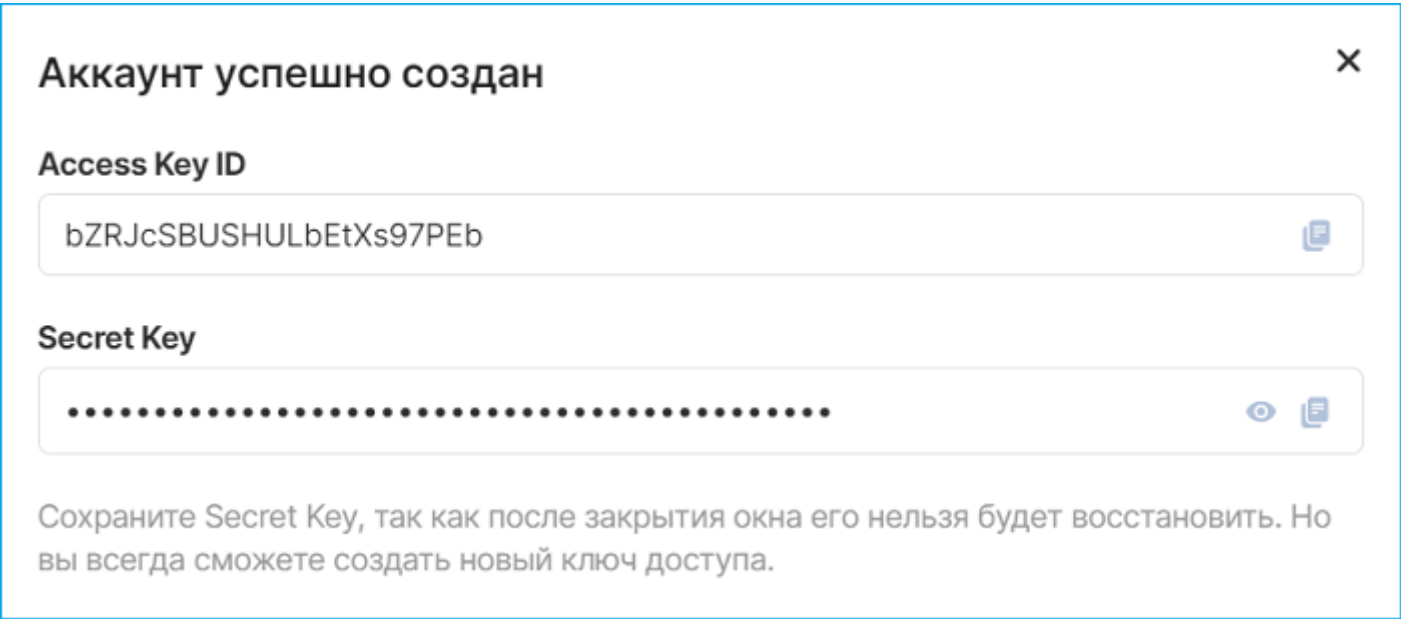 Аккаунт успешно создан
Access Key ID
bZRJcSBUSHULbEtXs97PEb
Secret Key
••••••••••••••••••••••••••••••••••••••••••••
Сохраните Secret Key, так как после закрытия окна его нельзя будет восстановить. Но
вы всегда сможете создать новый ключ доступа.